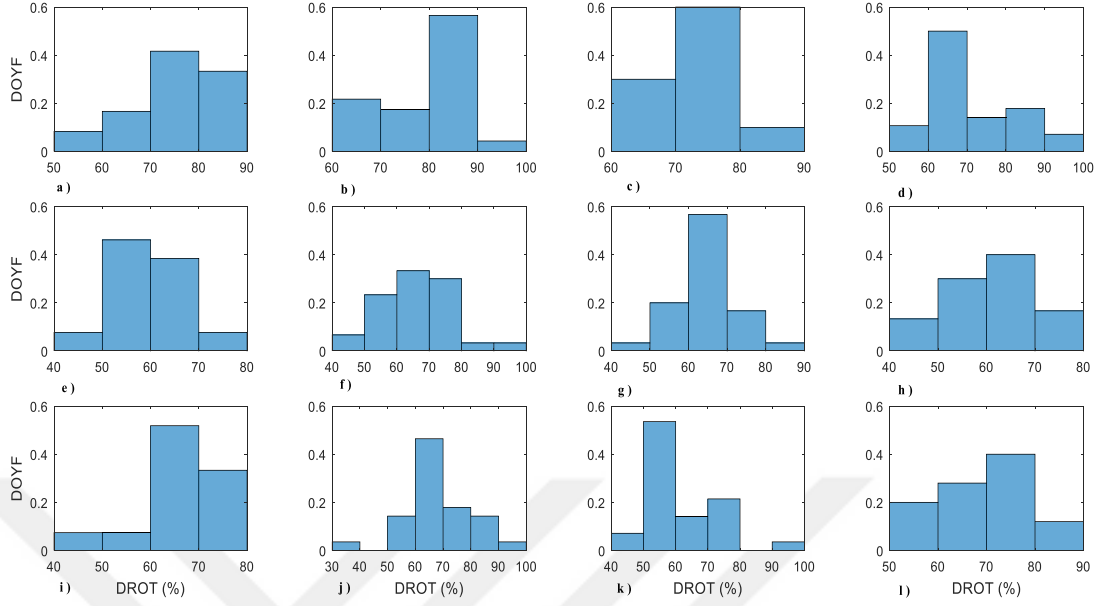 0.6 0.6 0.6 0.6
0.4 0.4 0.4 0.4
DOYF
0.2 0.2 0.2 0.2
0 0 0 0
50 60 70 80 90 60 70 80 90 100 60 70 80 90 50 60 70 80 90 100
a ) b ) c ) d )
0.6 0.6 0.6 0.6
0.4 0.4 0.4 0.4
DOYF
0.2 0.2 0.2 0.2
0 0 0 0
40 50 60 70 80 40 50 60 70 80 90 100 40 50 60 70 80 90 40 50 60 70 80
e ) f ) g ) h )
0.6 0.6 0.6 0.6
0.4 0.4 0.4 0.4
DOYF
0.2 0.2 0.2 0.2
0 0 0 0
40 50 60 70 80 30 40 50 60 70 80 90 100 40 50 60 70 80 90 100 50 60 70 80 90
i ) DROT (%) j ) DROT (%) k ) DROT (%) l ) DROT (%)